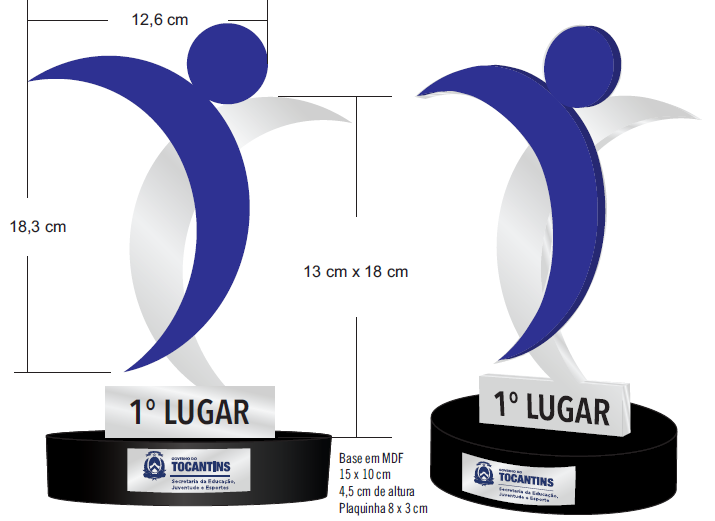 12,6 cm
18,3 cm
13 cm x 18 cm
1º LUGAR
GOVERNO DO
TOCANTINS
Secretaria da Educação,
Juventude e Esportes
Base em MDF
15 x 10 cm
4,5 cm de altura
Plaquinha 8 x 3 cm
1º LUGAR
GOVERNO DO
TOCANTINS
Secretaria da Educação,
Juventude e Esportes